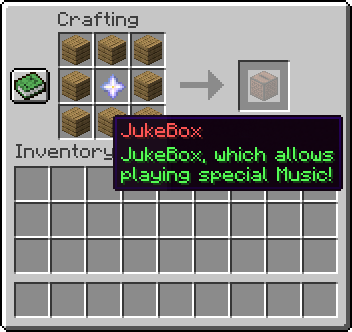 Crafting
JukeBox
Inventory
JukeBox, which allows
playing special Music!